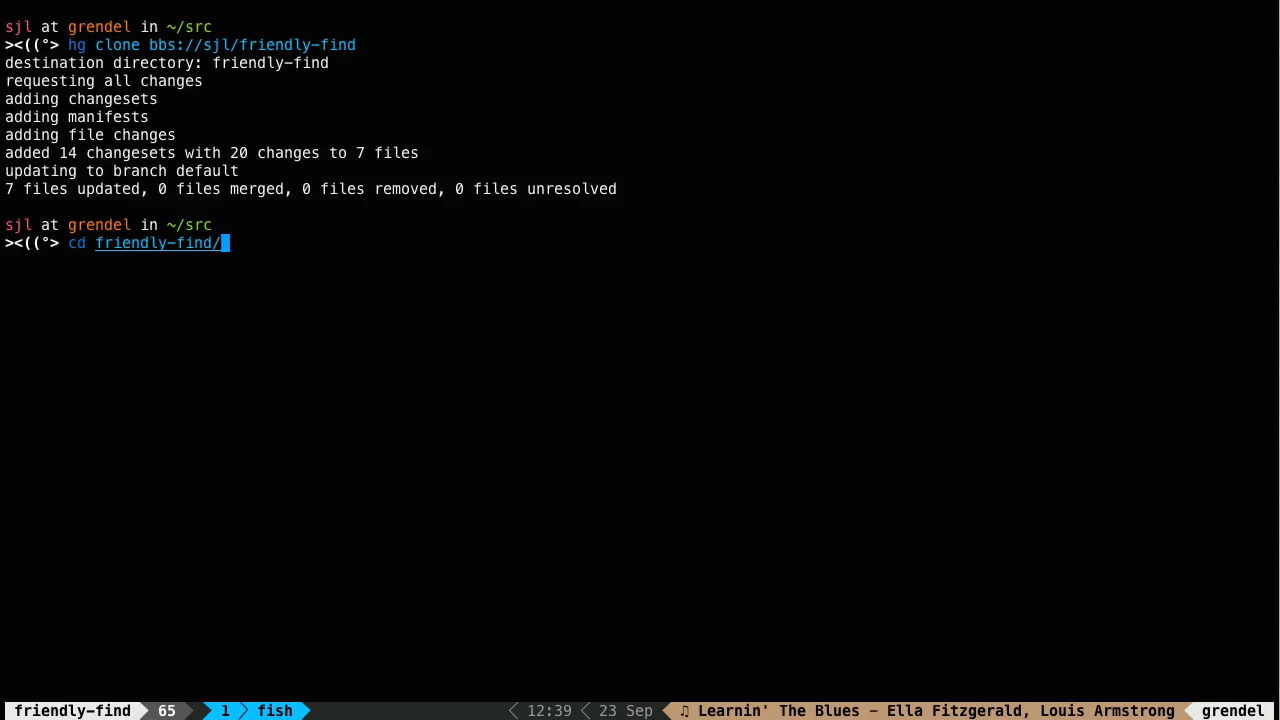 sjl at grendel in ~/src
><((°> hg clone bbs://sjl/friendly-find
destination directory: friendly-find
requesting all changes
adding changesets
adding manifests
adding file changes
added 14 changesets with 20 changes to 7 files
updating to branch default
7 files updated, 0 files merged, 0 files removed, 0 files unresolved
sjl at grendel in ~/src
><((°> cd friendly-find/
friendly-find 65 1 fish 12:39 23 Sep ♫ Learnin' The Blues - Ella Fitzgerald, Louis Armstrong grendel